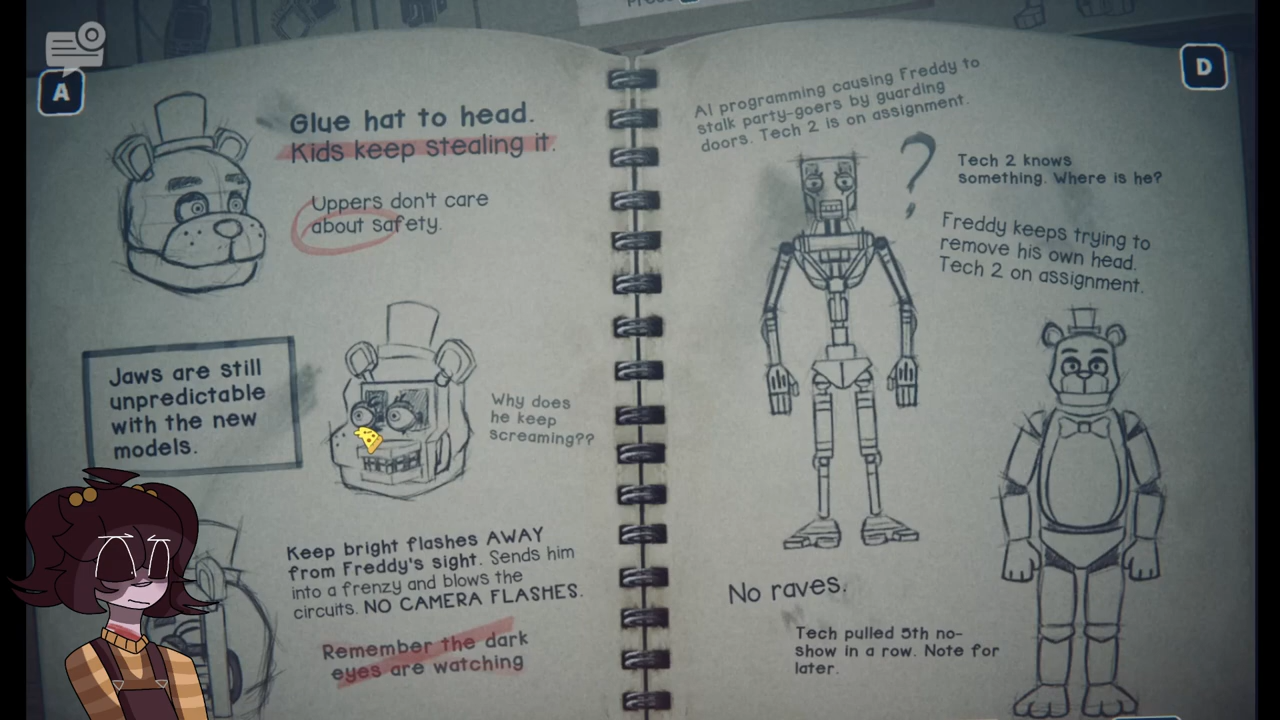 Press
A
D
Glue hat to head.
Kids keep stealing it.
Uppers don't care
about safety.
Jaws are still
unpredictable
with the new
models.
Why does
he keep
screaming??
Keep bright flashes AWAY
from Freddy's sight. Sends him
into a frenzy and blows the
circuits. NO CAMERA FLASHES.
Remember the dark
eyes are watching
AI programming causing Freddy to
stalk party-goers by guarding
doors. Tech 2 is on assignment.
?
Tech 2 knows
something. Where is he?
Freddy keeps trying to
remove his own head.
Tech 2 on assignment.
No raves.
Tech pulled 5th no-
show in a row. Note for
later.